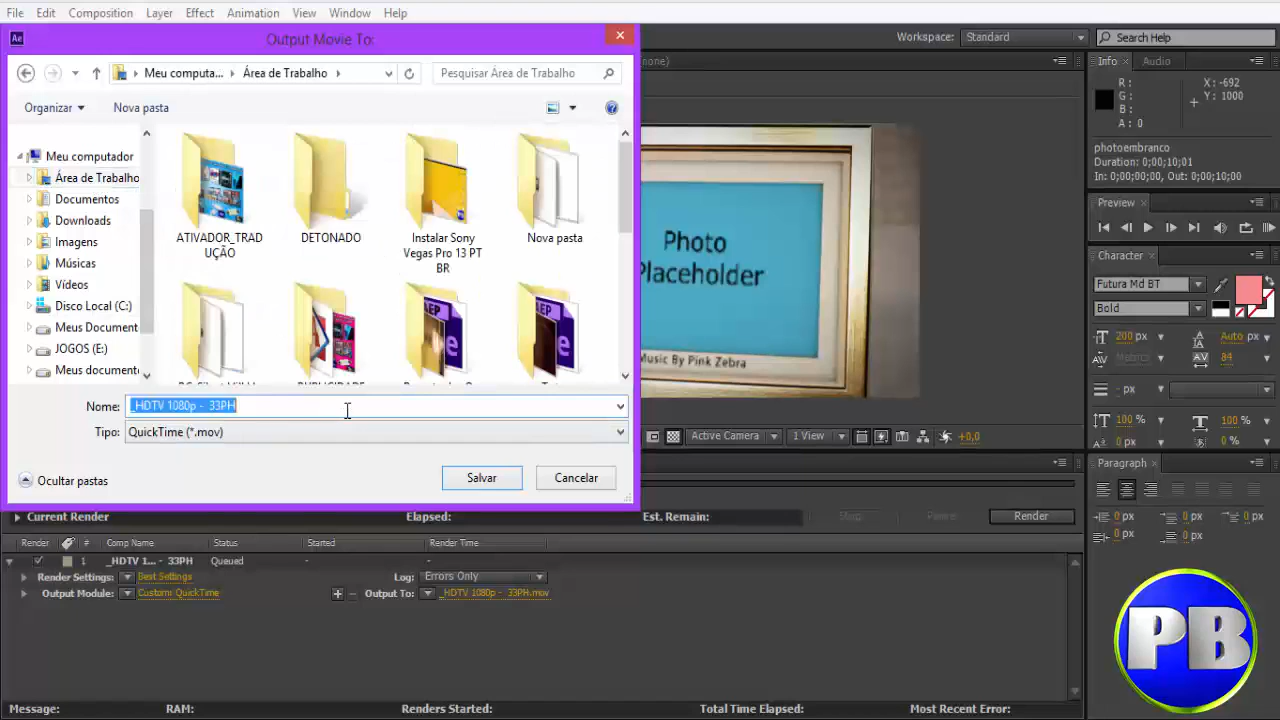 File Edit Composition Layer Effect Animation View Window Help
Ae Output Movie To:
Workspace: Standard Search Help
Meu computa... Área de Trabalho Pesquisar Área de Trabalho
(none)
Info Audio
Organizar Nova pasta
R : X: -692
G : Y: 1000
B :
A : 0
Meu computador
Área de Trabalho
Documentos
Downloads
Imagens
Músicas
Vídeos
Disco Local (C:)
Meus Document
JOGOS (E:)
Meus document
ATIVADOR_TRAD
UÇÃO
DETONADO
Instalar Sony
Vegas Pro 13 PT
BR
Nova pasta
PUBLICIDADE
AEP
Ae
AEP
photoembranco
Duration: 0;00;10;01
In: 0;00;00;00, Out: 0;00;10;00
Preview
Character
Futura Md BT
Bold
200 px Auto
Metrics 84
- px
100 % 100 %
0 px 0 %
Photo
Placeholder
Music By Pink Zebra
Nome: _HDTV 1080p - 33PH
Tipo: QuickTime (*.mov)
Active Camera 1 View +0,0
Ocultar pastas Salvar Cancelar
Paragraph
0 px 0 px 0 px
0 px 0 px
Current Render Elapsed: Est. Remain: Stop Pause Render
Render # Comp Name Status Started Render Time
1 _HDTV 1... - 33PH Queued - -
Render Settings: Best Settings Log: Errors Only
Output Module: Custom: QuickTime Output To: _HDTV 1080p - 33PH.mov
PB
Message: RAM: Renders Started: Total Time Elapsed: Most Recent Error: